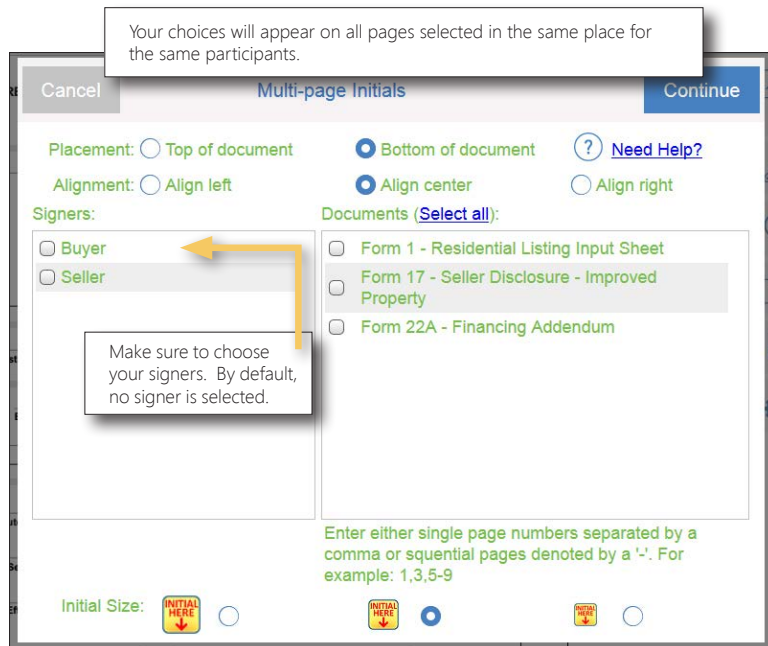 Your choices will appear on all pages selected in the same place for
the same participants.
Cancel
Multi-page Initials
Continue
Placement: Top of document
Bottom of document
? Need Help?
Alignment: Align left
Align center
Align right
Signers:
Documents (Select all):
Buyer
Seller
Form 1 - Residential Listing Input Sheet
Form 17 - Seller Disclosure - Improved
Property
Form 22A - Financing Addendum
Make sure to choose
your signers. By default,
no signer is selected.
Enter either single page numbers separated by a
comma or squential pages denoted by a '-'. For
example: 1,3,5-9
Initial Size:
INITIAL
HERE
INITIAL
HERE
INITIAL
HERE